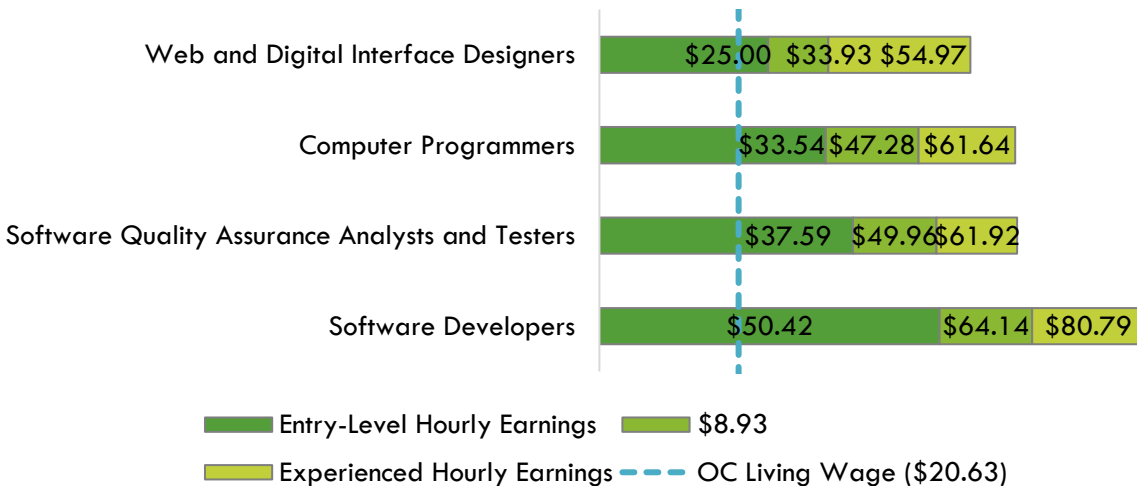 Web and Digital Interface Designers $25.00 $33.93 $54.97
Computer Programmers $33.54 $47.28 $61.64
Software Quality Assurance Analysts and Testers $37.59 $49.96 $61.92
Software Developers $50.42 $64.14 $80.79
Entry-Level Hourly Earnings $8.93
Experienced Hourly Earnings OC Living Wage ($20.63)